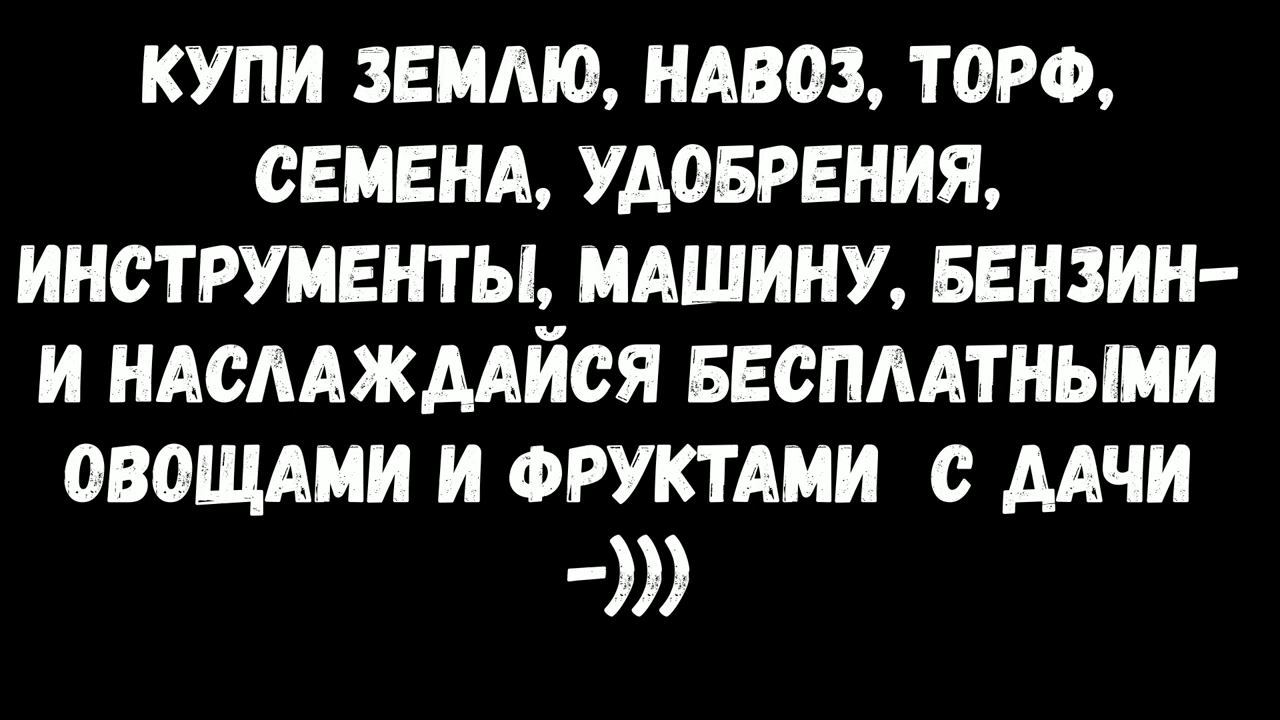 КУПИ ЗЕМЛЮ, НАВОЗ, ТОРФ,
СЕМЕНА, УДОБРЕНИЯ,
ИНСТРУМЕНТЫ, МАШИНУ, БЕНЗИН-
И НАСЛАЖДАЙСЯ БЕСПЛАТНЫМИ
ОВОЩАМИ И ФРУКТАМИ  С ДАЧИ
-)))